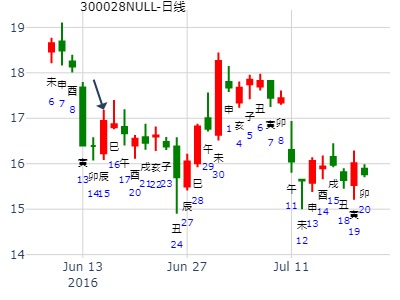 300028NULL-日线
19
18
17
16
15
14
未
6
申
7
酉
8
寅
13
卯
14
辰
15
巳
16
午
17
酉
20
戌
21
亥
22
子
23
丑
24
辰
27
巳
28
午
29
未
30
申
1
亥
4
子
5
丑
6
寅
7
卯
8
午
11
未
12
申
13
酉
14
戌
15
丑
18
寅
19
卯
20
Jun 13
2016
Jun 27
Jul 11